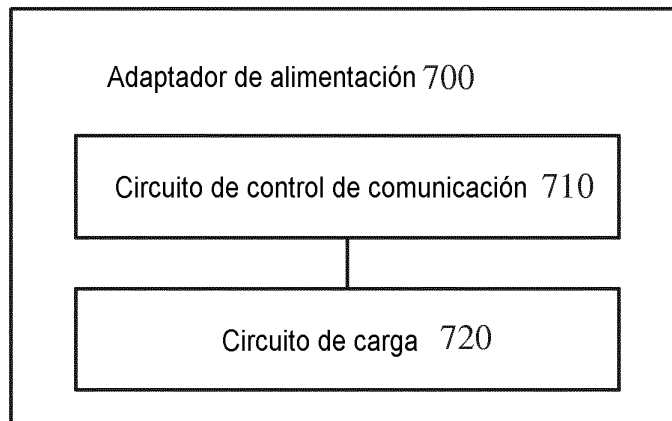 Adaptador de alimentación 700
Circuito de control de comunicación 710
Circuito de carga 720